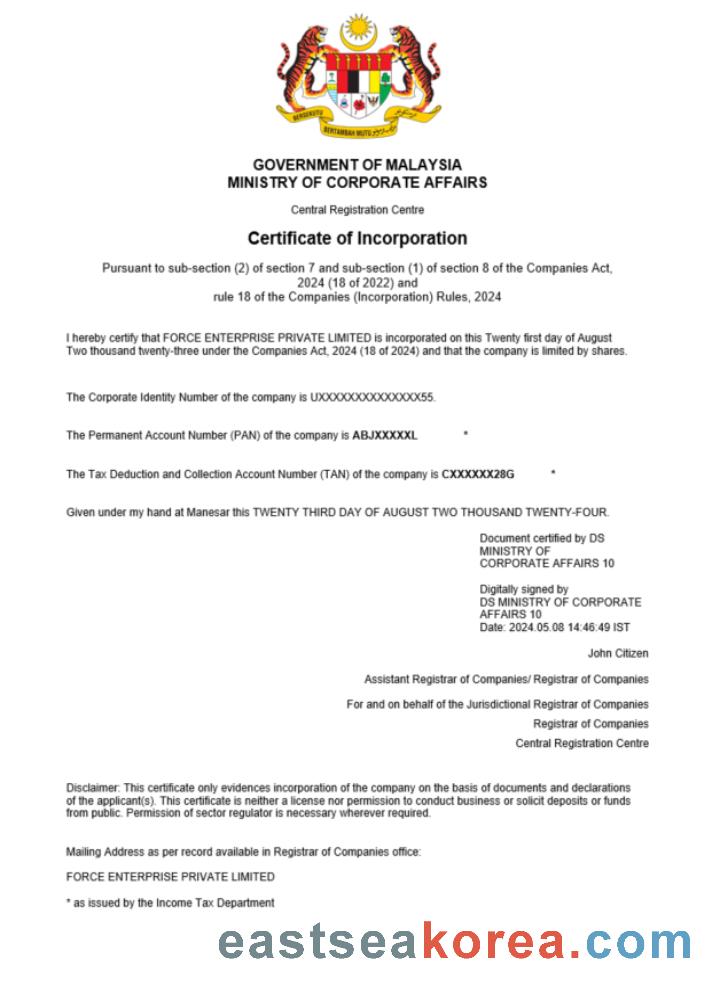 BERSEKUTU
BERTAMBAH MUTU
GOVERNMENT OF MALAYSIA
MINISTRY OF CORPORATE AFFAIRS
Central Registration Centre
Certificate of Incorporation
Pursuant to sub-section (2) of section 7 and sub-section (1) of section 8 of the Companies Act,
2024 (18 of 2022) and
rule 18 of the Companies (Incorporation) Rules, 2024
I hereby certify that FORCE ENTERPRISE PRIVATE LIMITED is incorporated on this Twenty first day of August
Two thousand twenty-three under the Companies Act, 2024 (18 of 2024) and that the company is limited by shares.
The Corporate Identity Number of the company is UXXXXXXXXXXXXXX55.
The Permanent Account Number (PAN) of the company is ABJXXXXXL *
The Tax Deduction and Collection Account Number (TAN) of the company is CXXXXXX28G *
Given under my hand at Manesar this TWENTY THIRD DAY OF AUGUST TWO THOUSAND TWENTY-FOUR.
Document certified by DS
MINISTRY OF
CORPORATE AFFAIRS 10
Digitally signed by
DS MINISTRY OF CORPORATE
AFFAIRS 10
Date: 2024.05.08 14:46:49 IST
John Citizen
Assistant Registrar of Companies/ Registrar of Companies
For and on behalf of the Jurisdictional Registrar of Companies
Registrar of Companies
Central Registration Centre
Disclaimer: This certificate only evidences incorporation of the company on the basis of documents and declarations
of the applicant(s). This certificate is neither a license nor permission to conduct business or solicit deposits or funds
from public. Permission of sector regulator is necessary wherever required.
Mailing Address as per record available in Registrar of Companies office:
FORCE ENTERPRISE PRIVATE LIMITED
* as issued by the Income Tax Department
eastseakorea.com